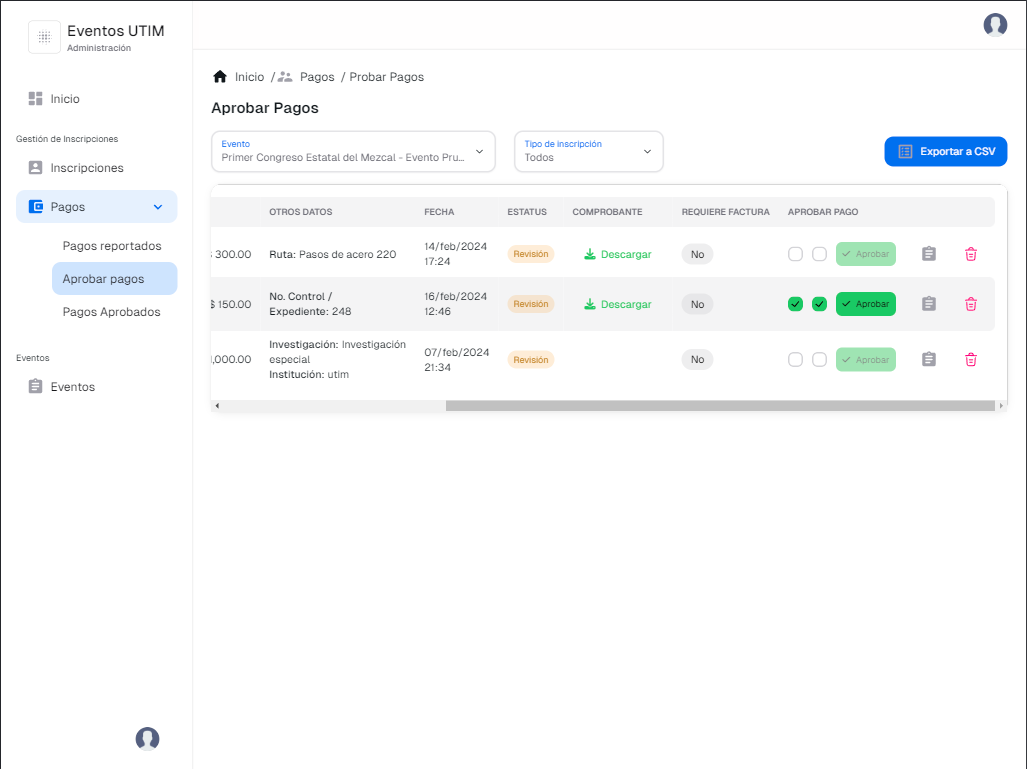 Eventos UTIM
Administración
Inicio
Gestión de Inscripciones
Inscripciones
Pagos
Pagos reportados
Aprobar pagos
Pagos Aprobados
Eventos
Eventos
Inicio / Pagos / Probar Pagos
Aprobar Pagos
Evento
Primer Congreso Estatal del Mezcal - Evento Pru...
Tipo de inscripción
Todos
Exportar a CSV
OTROS DATOS FECHA ESTATUS COMPROBANTE REQUIERE FACTURA APROBAR PAGO
$ 300.00 Ruta: Pasos de acero 220 14/feb/2024 17:24 Revisión Descargar No Aprobar
$ 150.00 No. Control / Expediente: 248 16/feb/2024 12:46 Revisión Descargar No Aprobar
,000.00 Investigación: Investigación especial Institución: utim 07/feb/2024 21:34 Revisión No Aprobar